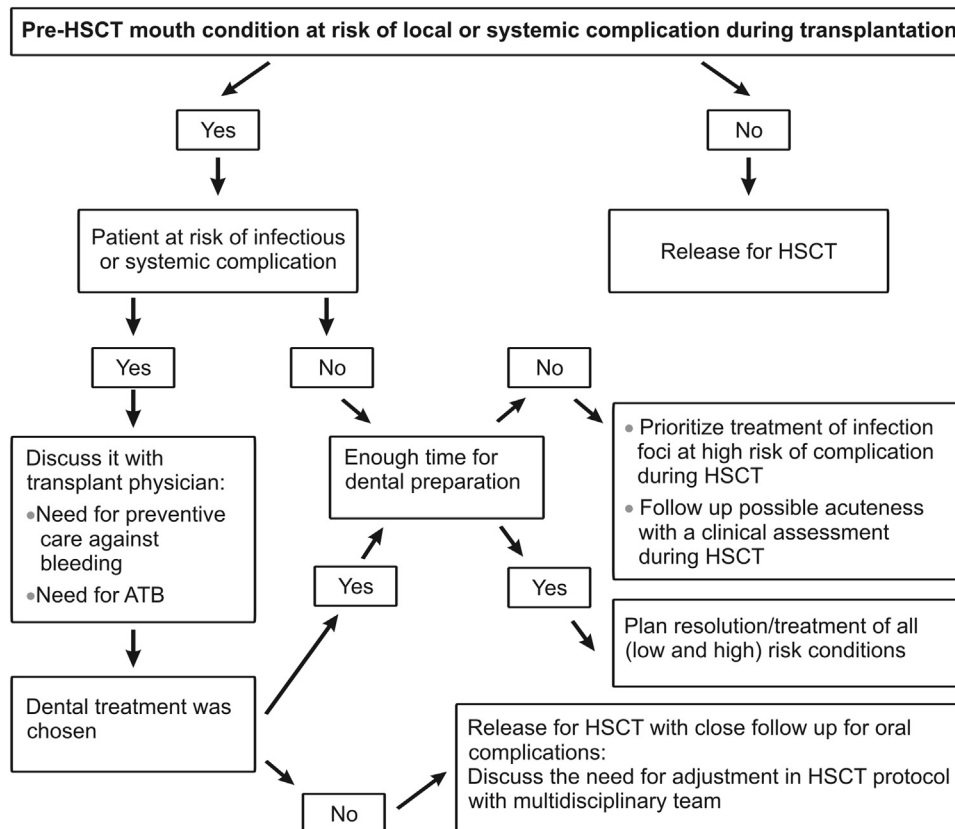 Pre-HSCT mouth condition at risk of local or systemic complication during transplantation
Yes
No
Patient at risk of infectious
or systemic complication
Release for HSCT
Yes
No
No
Discuss it with
transplant physician:
•Need for preventive
care against
bleeding
•Need for ATB
Enough time for
dental preparation
• Prioritize treatment of infection
foci at high risk of complication
during HSCT
• Follow up possible acuteness
with a clinical assessment
during HSCT
Yes
Yes
Plan resolution/treatment of all
(low and high) risk conditions
Dental treatment was
chosen
Release for HSCT with close follow up for oral
complications:
Discuss the need for adjustment in HSCT protocol
with multidisciplinary team
No